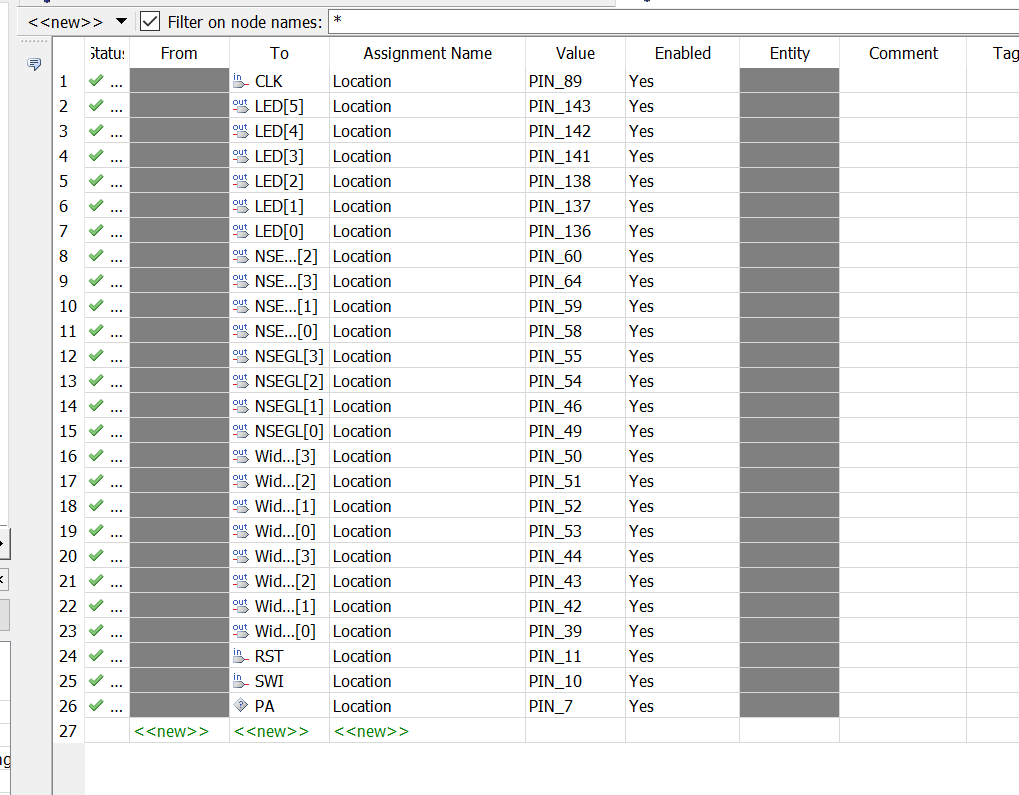 <<new>> Filter on node names: *
Status From To Assignment Name Value Enabled Entity Comment Tag
1 ... in CLK Location PIN_89 Yes
2 ... out LED[5] Location PIN_143 Yes
3 ... out LED[4] Location PIN_142 Yes
4 ... out LED[3] Location PIN_141 Yes
5 ... out LED[2] Location PIN_138 Yes
6 ... out LED[1] Location PIN_137 Yes
7 ... out LED[0] Location PIN_136 Yes
8 ... out NSE...[2] Location PIN_60 Yes
9 ... out NSE...[3] Location PIN_64 Yes
10 ... out NSE...[1] Location PIN_59 Yes
11 ... out NSE...[0] Location PIN_58 Yes
12 ... out NSEGL[3] Location PIN_55 Yes
13 ... out NSEGL[2] Location PIN_54 Yes
14 ... out NSEGL[1] Location PIN_46 Yes
15 ... out NSEGL[0] Location PIN_49 Yes
16 ... out Wid...[3] Location PIN_50 Yes
17 ... out Wid...[2] Location PIN_51 Yes
18 ... out Wid...[1] Location PIN_52 Yes
19 ... out Wid...[0] Location PIN_53 Yes
20 ... out Wid...[3] Location PIN_44 Yes
21 ... out Wid...[2] Location PIN_43 Yes
22 ... out Wid...[1] Location PIN_42 Yes
23 ... out Wid...[0] Location PIN_39 Yes
24 ... in RST Location PIN_11 Yes
25 ... in SWI Location PIN_10 Yes
26 ... ? PA Location PIN_7 Yes
27 <<new>> <<new>> <<new>>